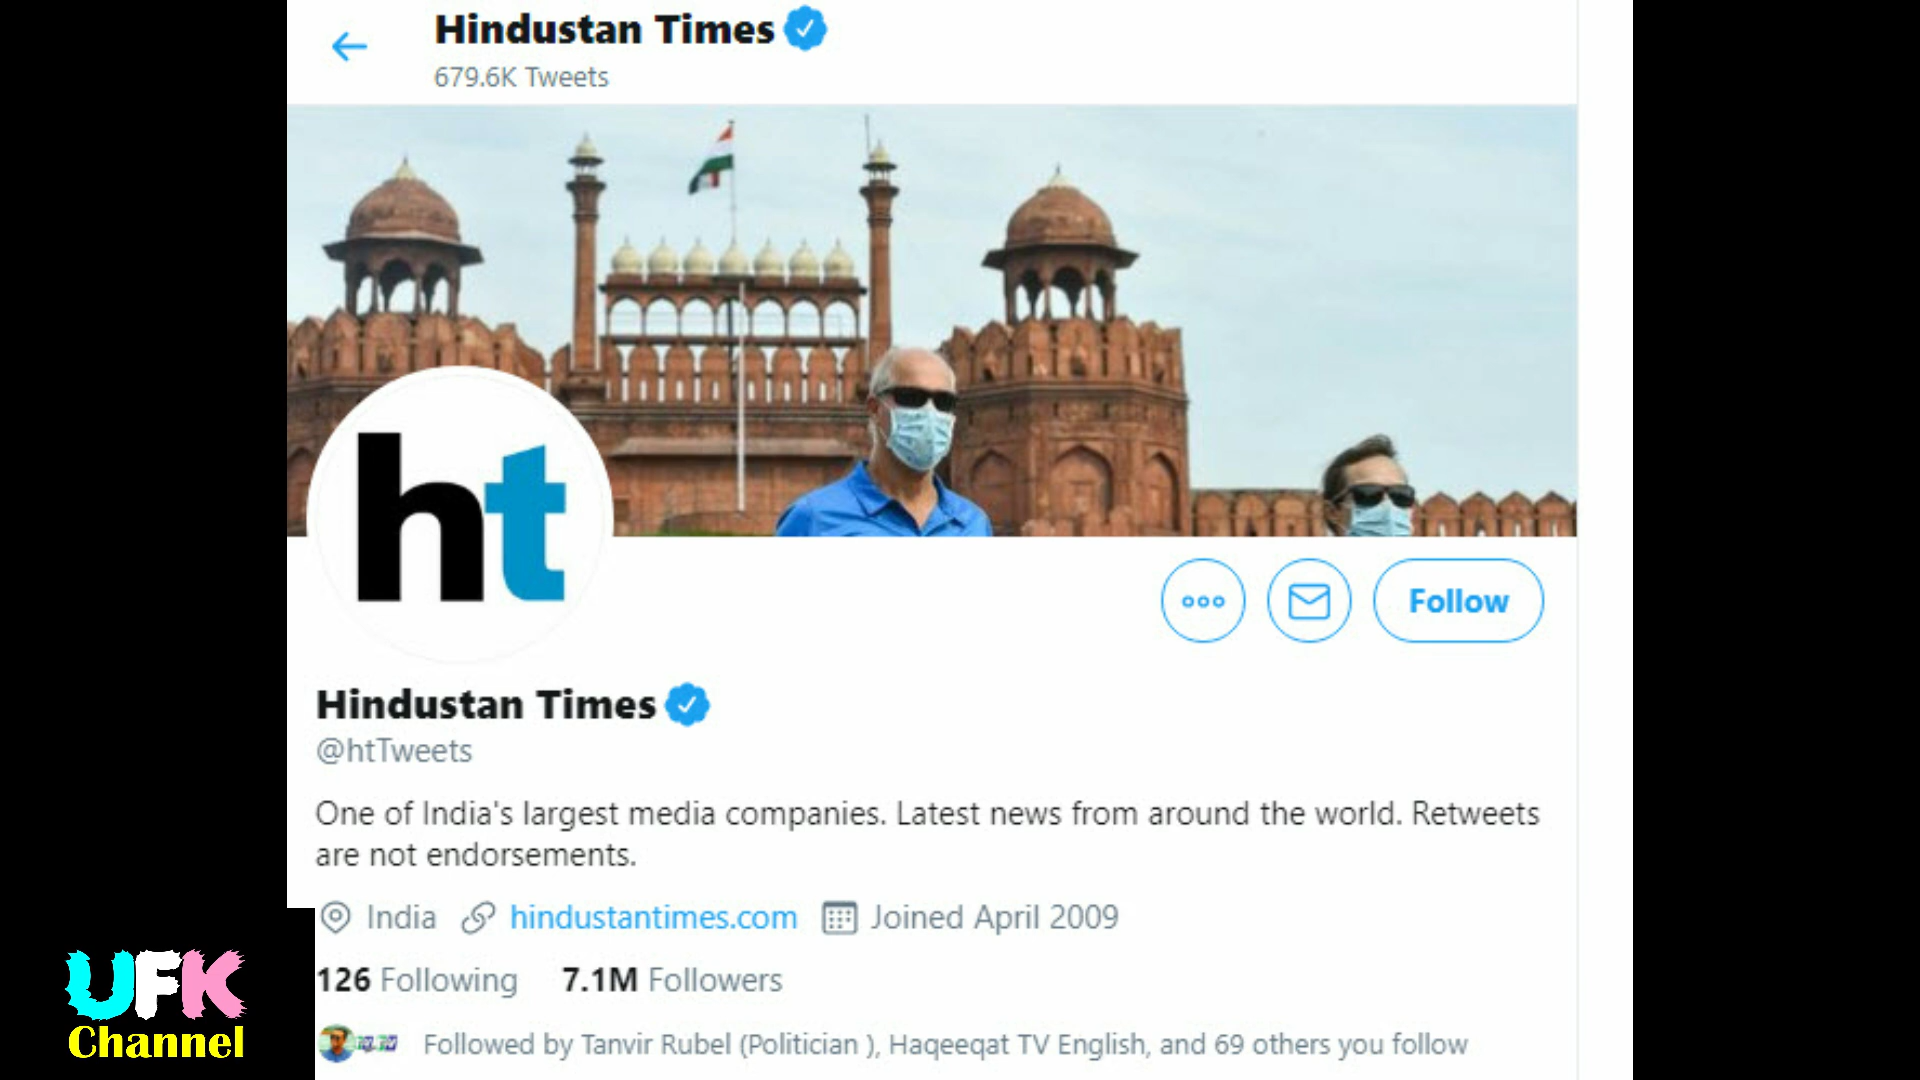 Hindustan Times
679.6K Tweets
ht
Follow
Hindustan Times
@htTweets
One of India's largest media companies. Latest news from around the world. Retweets
are not endorsements.
India hindustantimes.com Joined April 2009
126 Following 7.1M Followers
Followed by Tanvir Rubel (Politician ), Haqeeqat TV English, and 69 others you follow
UFK
Channel